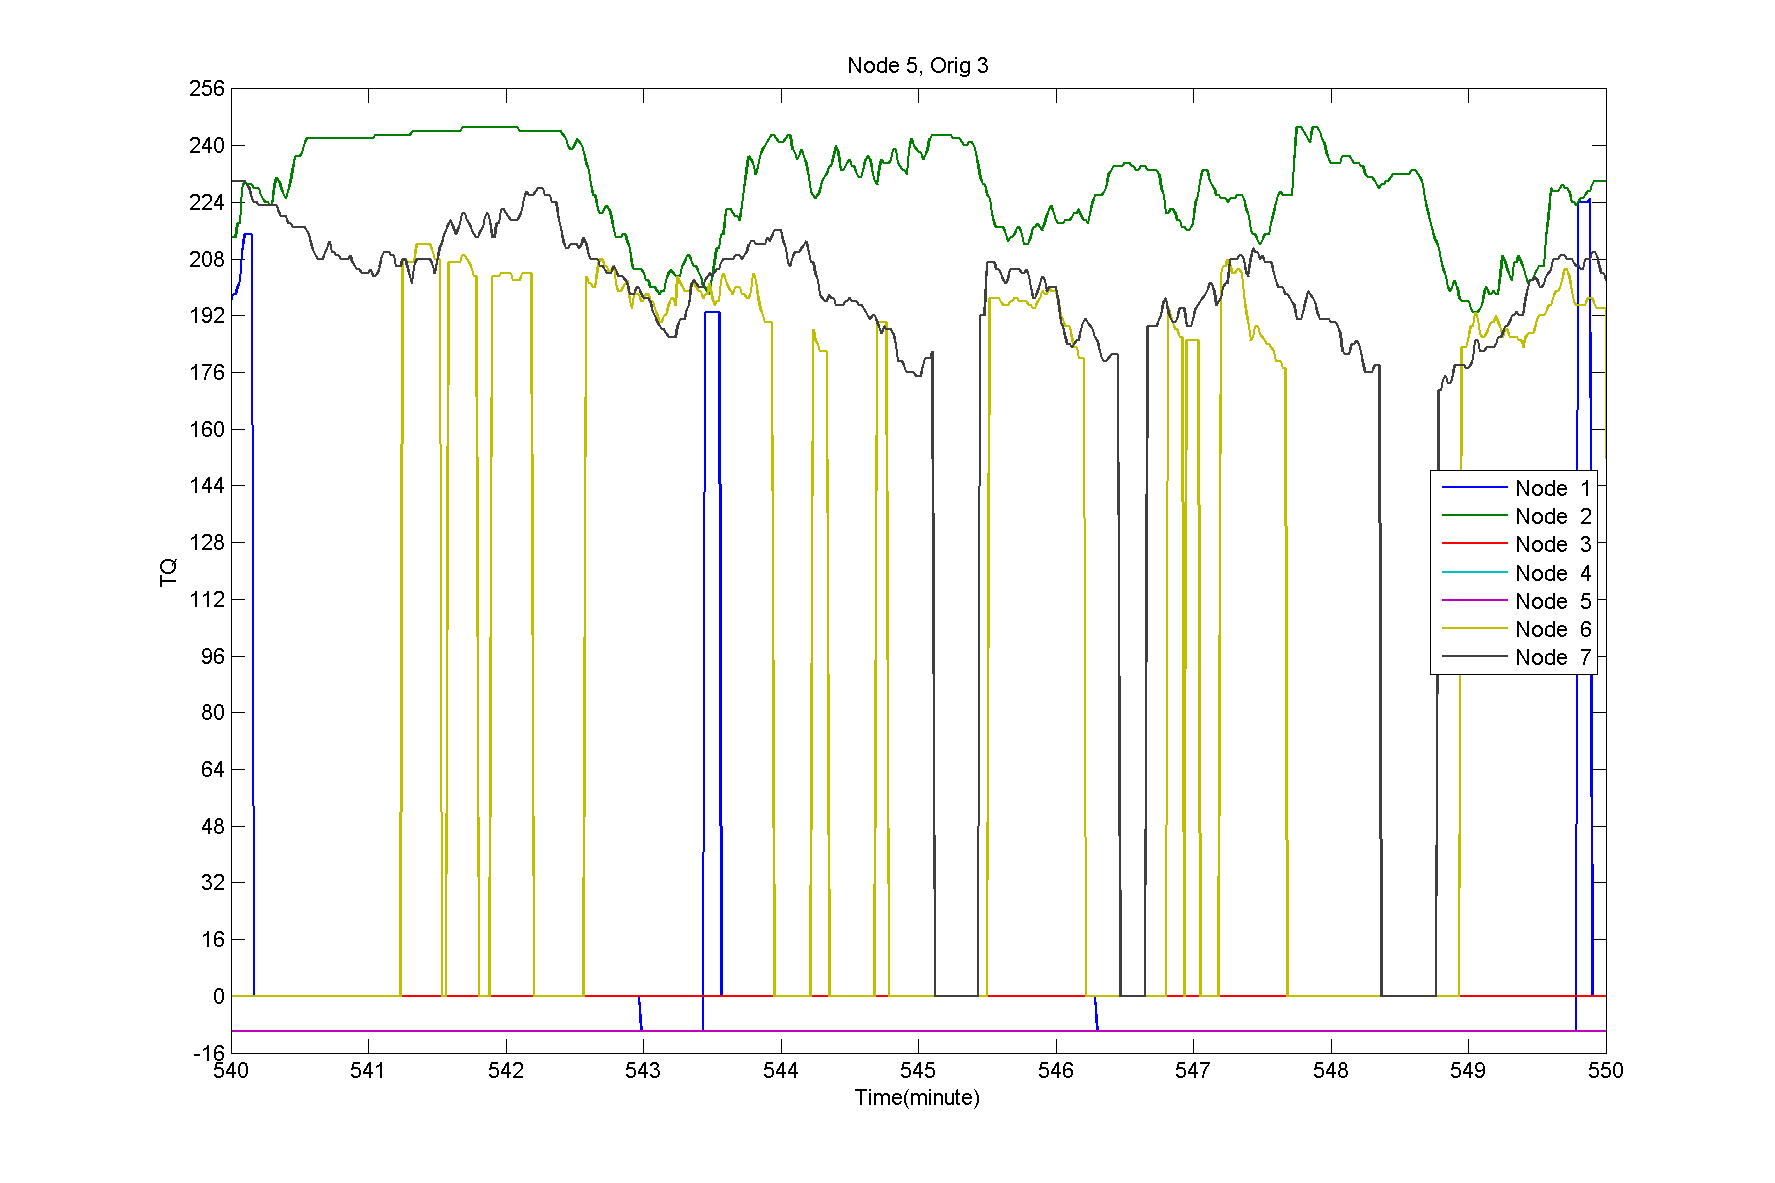 Node 5, Orig 3
256
240
224
208
192
176
160
144
128
112
96
80
64
48
32
16
0
-16
TQ
Node 1
Node 2
Node 3
Node 4
Node 5
Node 6
Node 7
540 541 542 543 544 545 546 547 548 549 550
Time(minute)